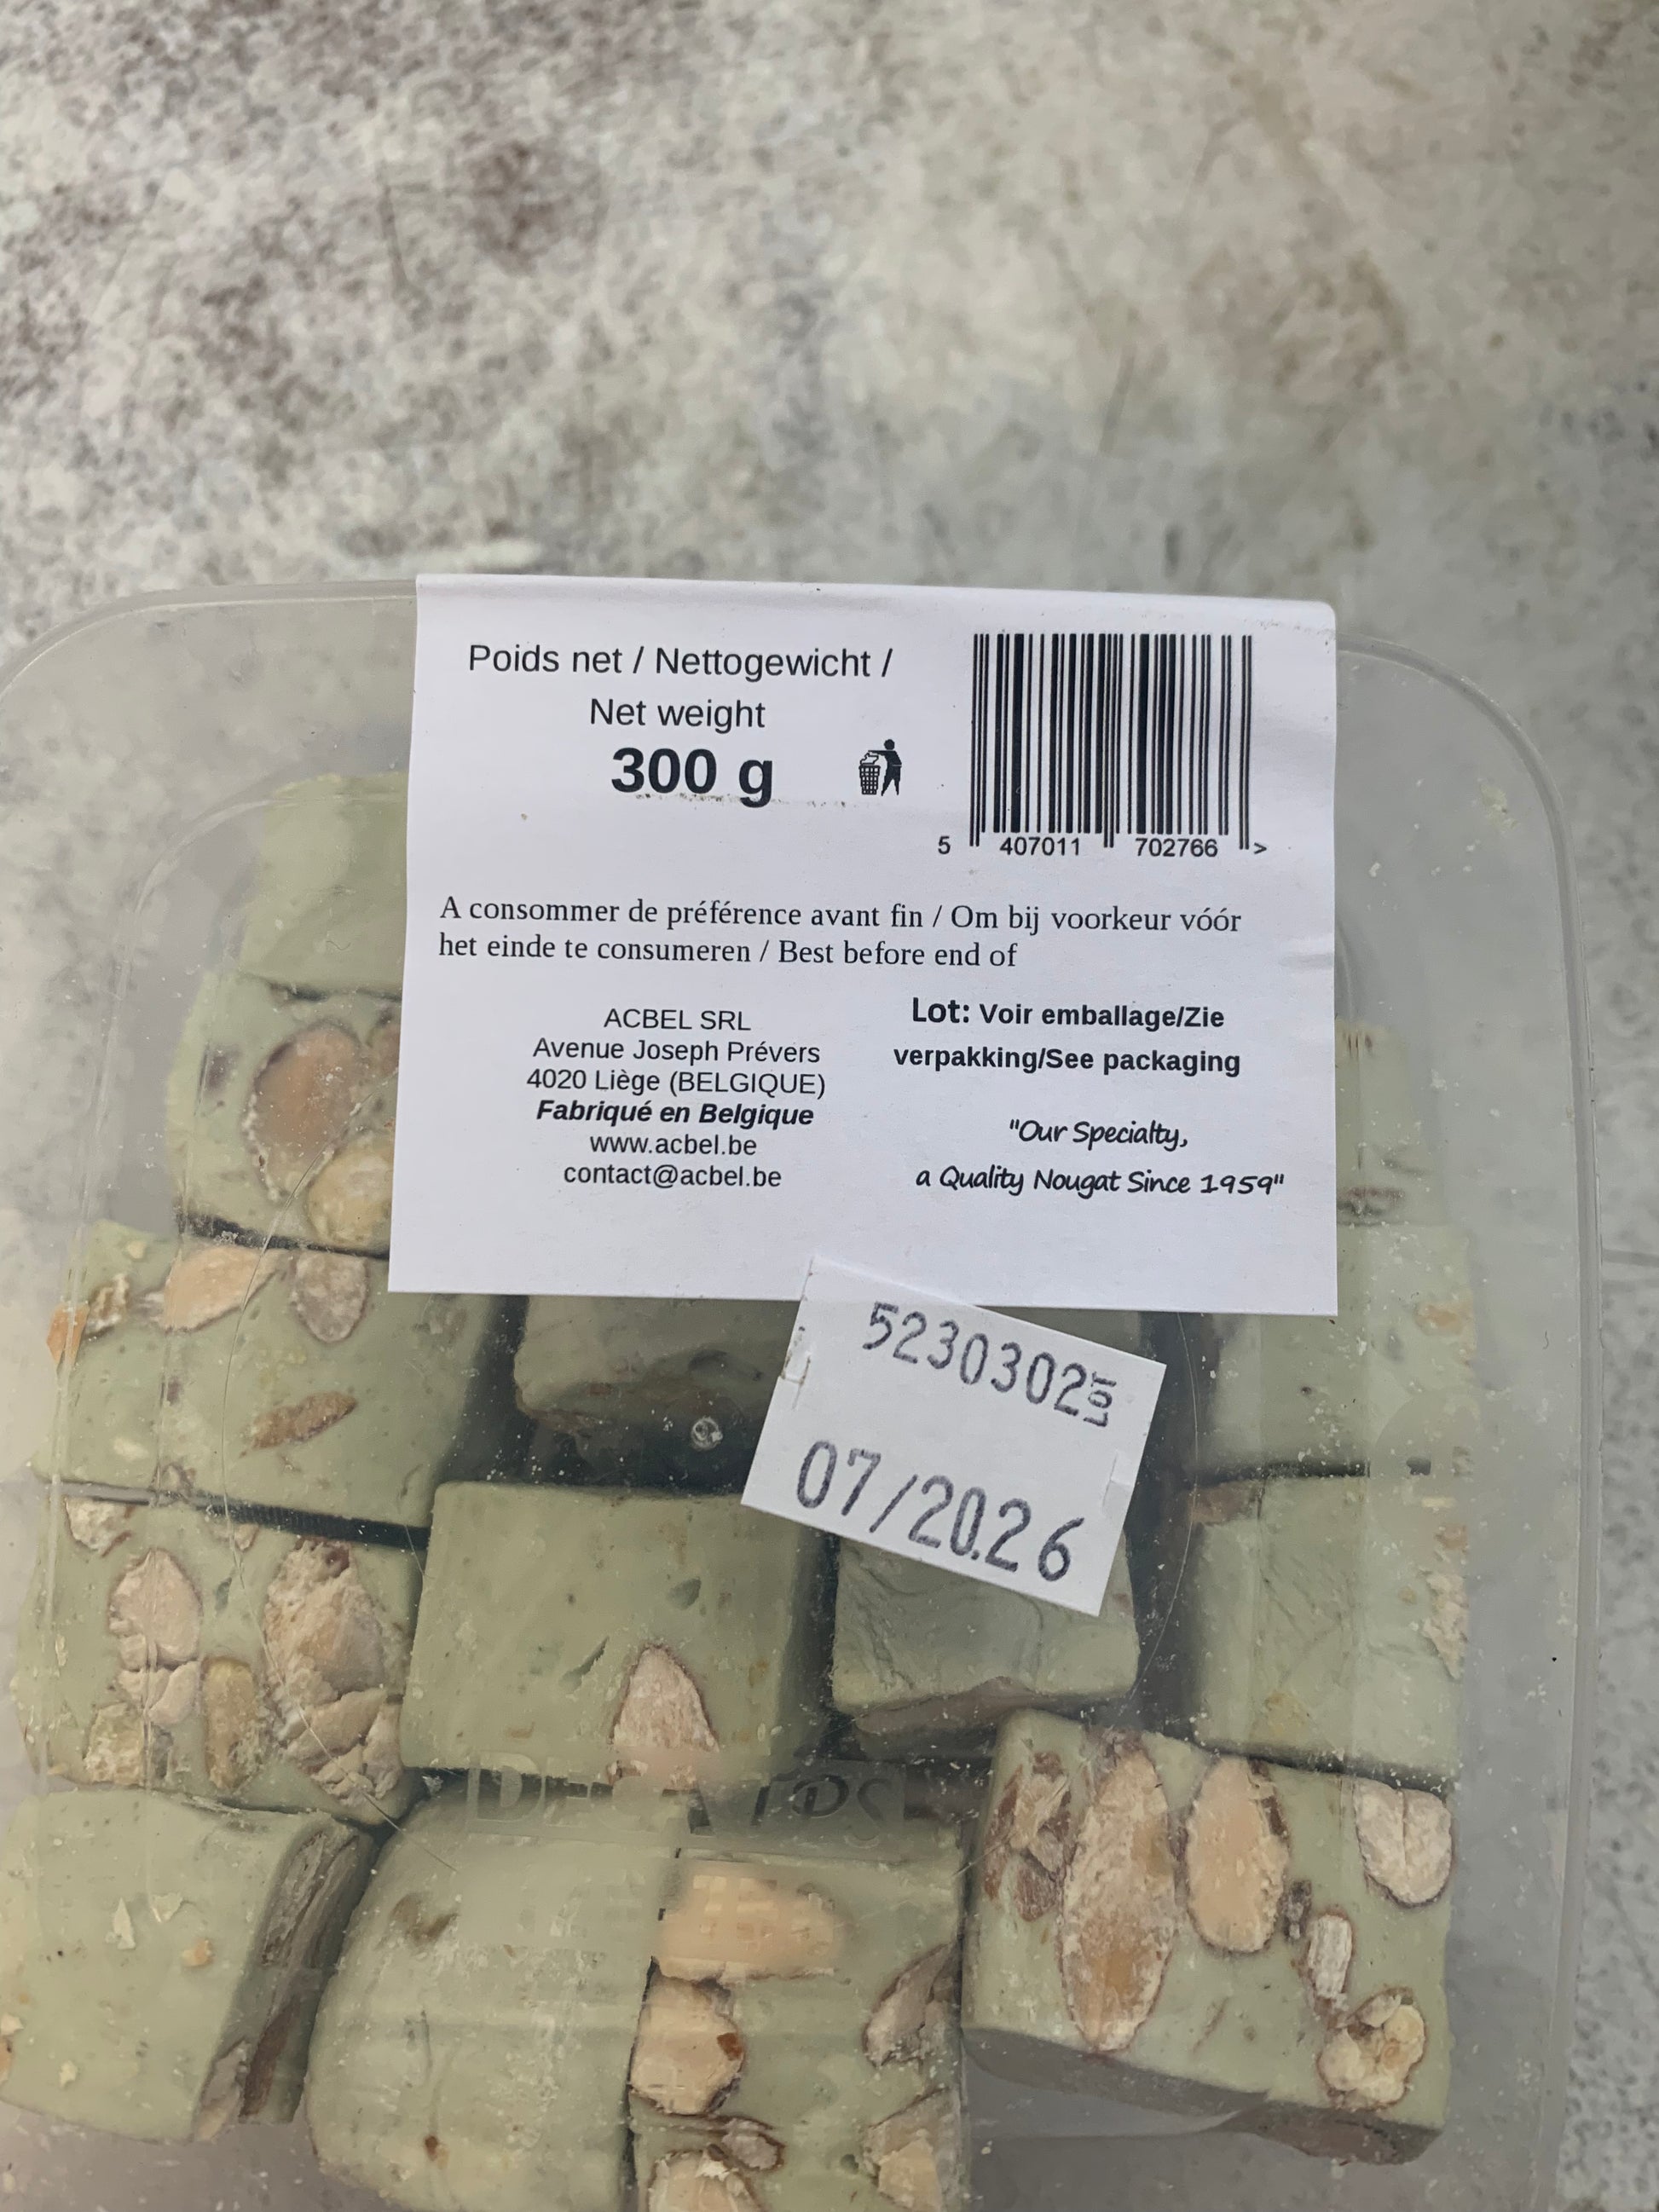 Poids net / Nettogewicht /
Net weight
300 g
5 407011 702766 >
A consommer de préférence avant fin / Om bij voorkeur vóór
het einde te consumeren / Best before end of
ACBEL SRL
Avenue Joseph Prévers
4020 Liège (BELGIQUE)
Fabriqué en Belgique
www.acbel.be
contact@acbel.be
Lot: Voir emballage/Zie
verpakking/See packaging
"Our Specialty,
a Quality Nougat Since 1959"
5230302 LOT
07/20.26